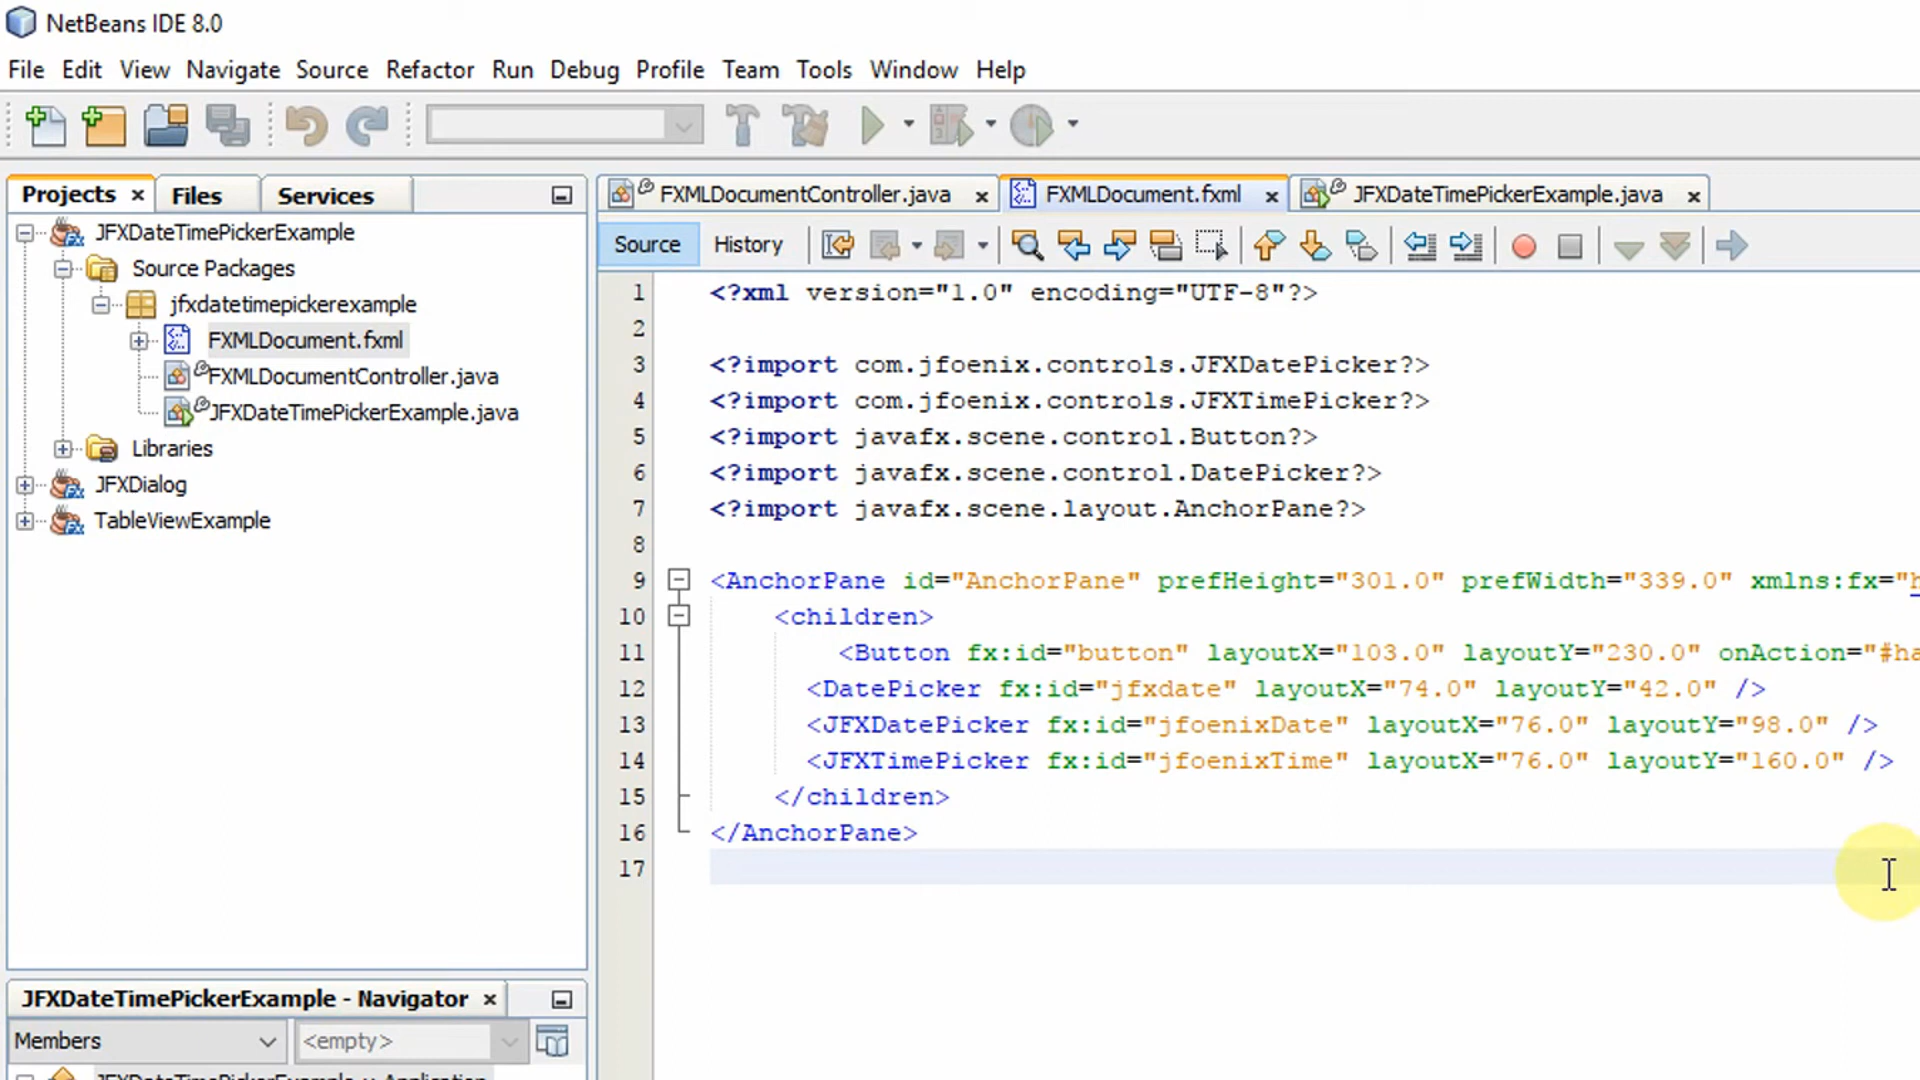 NetBeans IDE 8.0
File Edit View Navigate Source Refactor Run Debug Profile Team Tools Window Help
Projects Files Services
JFXDateTimePickerExample
Source Packages
jfxdatetimepickerexample
FXMLDocument.fxml
FXMLDocumentController.java
JFXDateTimePickerExample.java
Libraries
JFXDialog
TableViewExample
JFXDateTimePickerExample - Navigator
Members <empty>
JFXDateTimePickerExample :: Application
FXMLDocumentController.java FXMLDocument.fxml JFXDateTimePickerExample.java
Source History
1 <?xml version="1.0" encoding="UTF-8"?>
2
3 <?import com.jfoenix.controls.JFXDatePicker?>
4 <?import com.jfoenix.controls.JFXTimePicker?>
5 <?import javafx.scene.control.Button?>
6 <?import javafx.scene.control.DatePicker?>
7 <?import javafx.scene.layout.AnchorPane?>
8
9 <AnchorPane id="AnchorPane" prefHeight="301.0" prefWidth="339.0" xmlns:fx="h
10 <children>
11 <Button fx:id="button" layoutX="103.0" layoutY="230.0" onAction="#ha
12 <DatePicker fx:id="jfxdate" layoutX="74.0" layoutY="42.0" />
13 <JFXDatePicker fx:id="jfoenixDate" layoutX="76.0" layoutY="98.0" />
14 <JFXTimePicker fx:id="jfoenixTime" layoutX="76.0" layoutY="160.0" />
15 </children>
16 </AnchorPane>
17